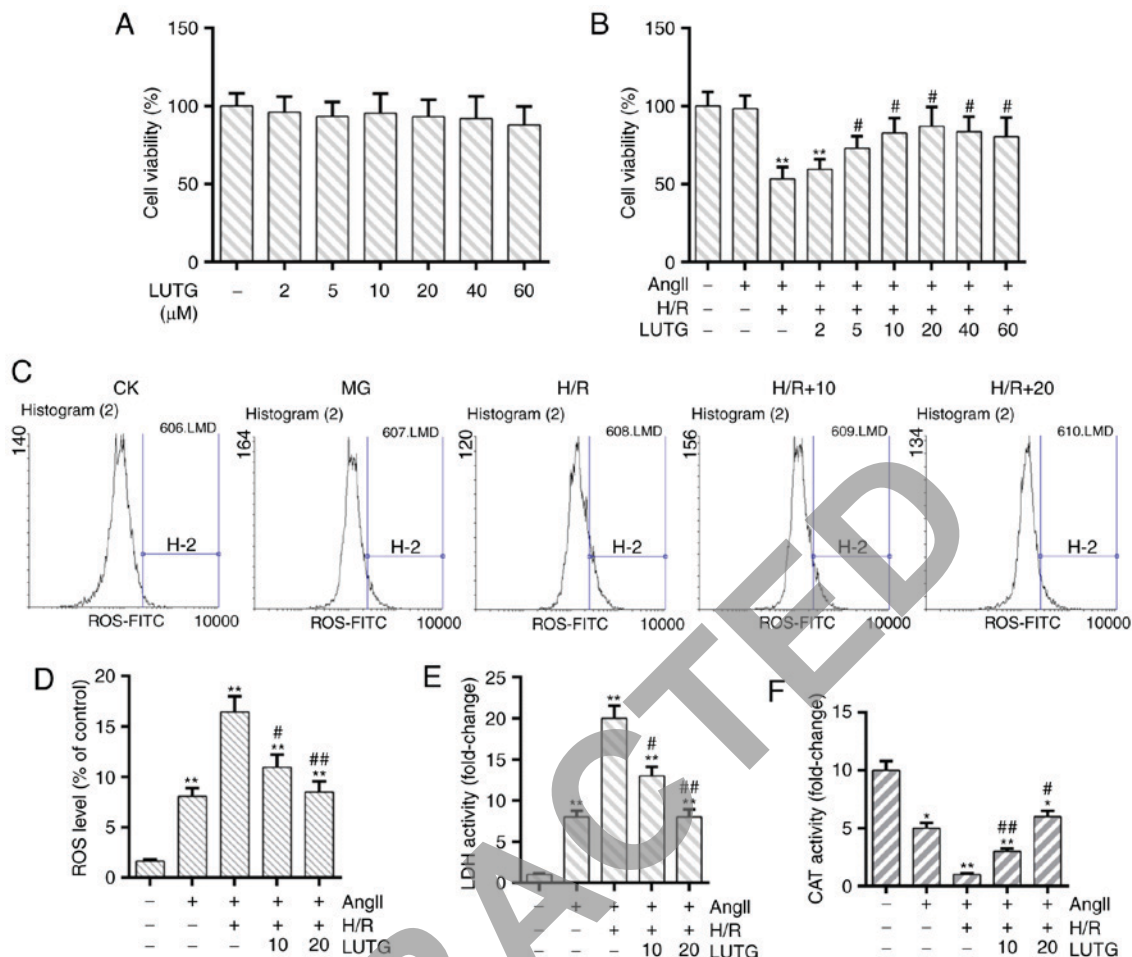 A
150
100
50
0
Cell viability (%)
LUTG – 2 5 10 20 40 60
(μM)
B
150
100
50
0
Cell viability (%)
** ** # # # # #
AngII – + + + + + + + +
H/R – – + + + + + + +
LUTG – – – 2 5 10 20 40 60
C
CK MG H/R H/R+10 H/R+20
Histogram (2) Histogram (2) Histogram (2) Histogram (2) Histogram (2)
606.LMD 607.LMD 608.LMD 609.LMD 610.LMD
140 164 120 156 134
H-2 H-2 H-2 H-2 H-2
ROS-FITC 10000 ROS-FITC 10000 ROS-FITC 10000 ROS-FITC 10000 ROS-FITC 10000
D
20
15
10
5
0
ROS level (% of control)
** ** # ** ## **
– + + + + AngII
– – + + + H/R
– – – 10 20 LUTG
E
25
20
15
10
5
0
LDH activity (fold-change)
** ** # ** ## **
– + + + + AngII
– – + + + H/R
– – – 10 20 LUTG
F
15
10
5
0
CAT activity (fold-change)
* ** ## ** # *
– + + + + AngII
– – + + + H/R
– – – 10 20 LUTG
RACTED